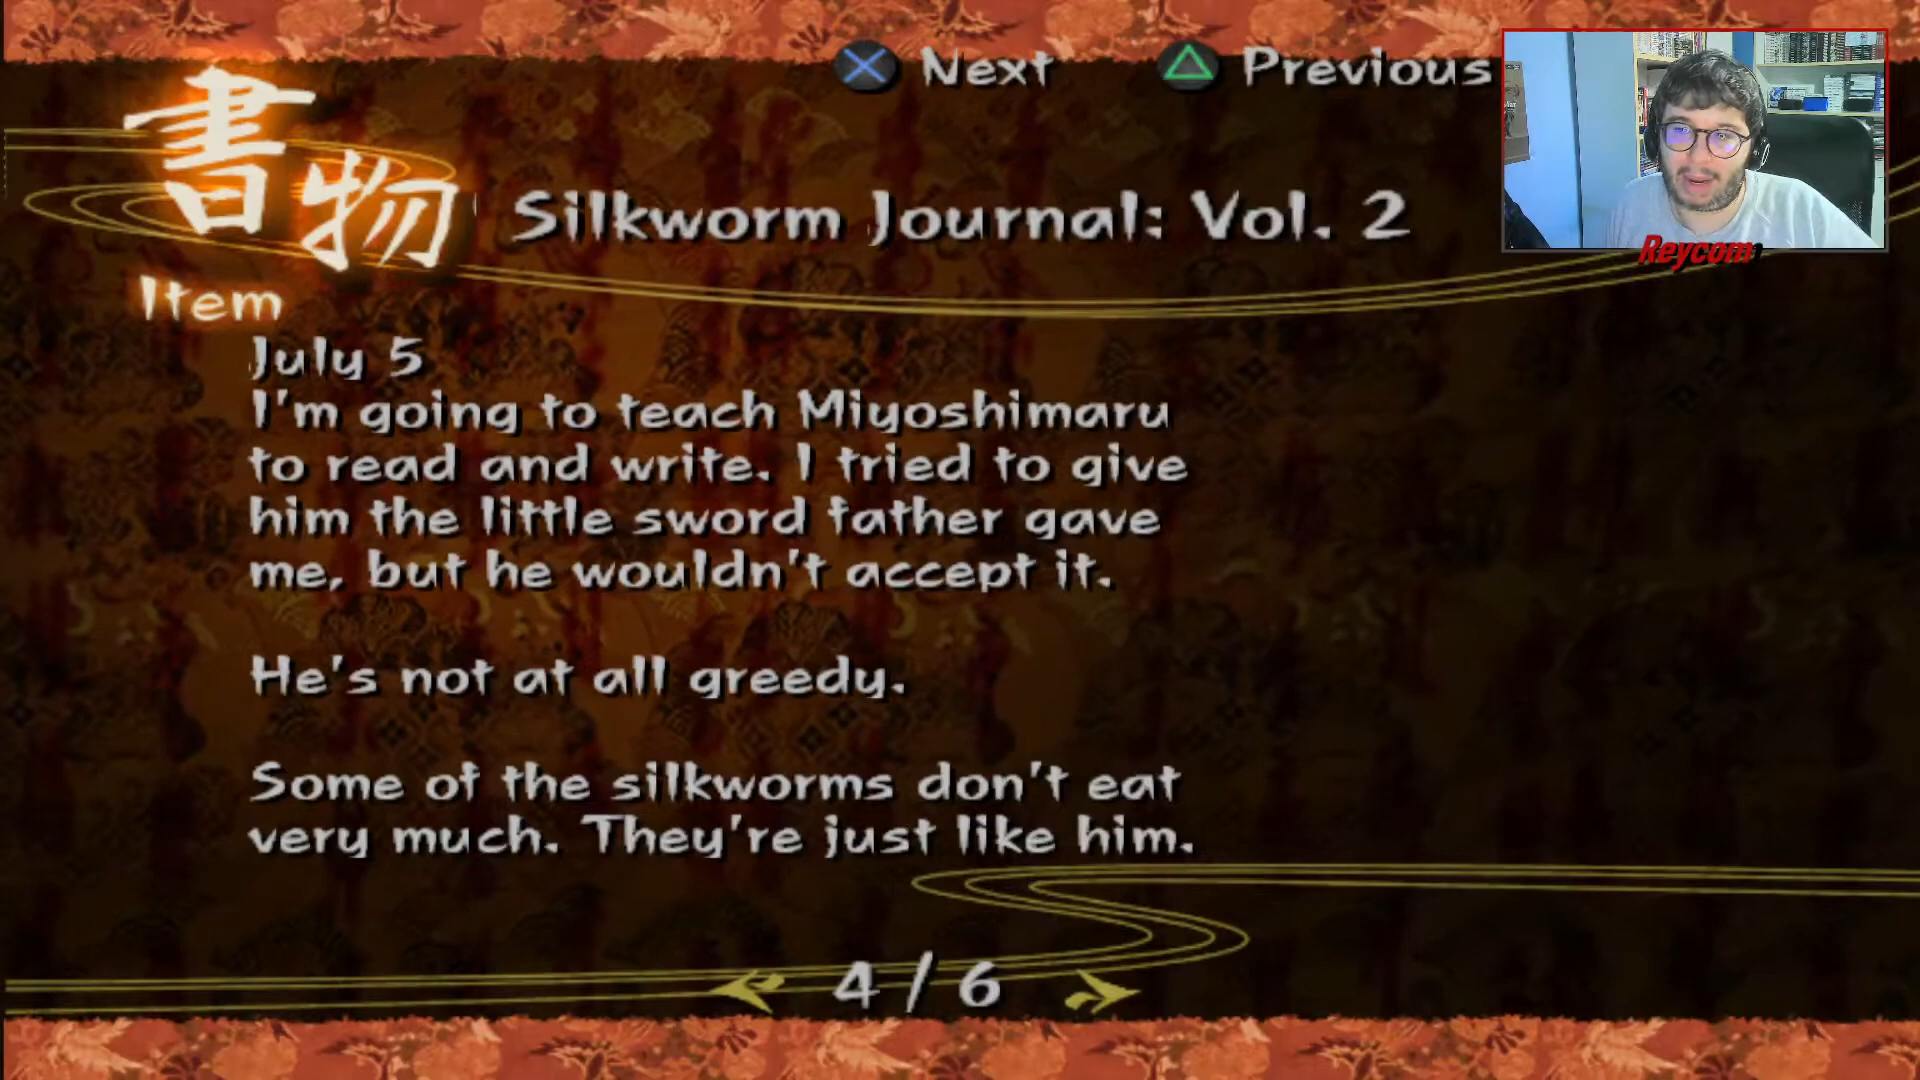 Next Previous
書物
Silkworm Journal: Vol. 2
Reycom
Item
July 5
I'm going to teach Miyoshimaru
to read and write. I tried to give
him the little sword father gave
me, but he wouldn't accept it.
He's not at all greedy.
Some of the silkworms don't eat
very much. They're just like him.
4 / 6